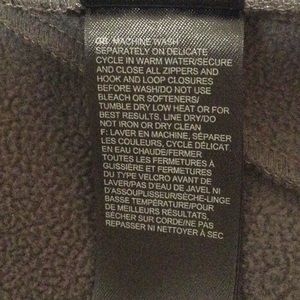 GB: MACHINE WASH
SEPARATELY ON DELICATE
CYCLE IN WARM WATER/SECURE
AND CLOSE ALL ZIPPERS AND
HOOK AND LOOP CLOSURES
BEFORE WASH/DO NOT USE
BLEACH OR SOFTENERS/
TUMBLE DRY LOW HEAT OR FOR
BEST RESULTS, LINE DRY/DO
NOT IRON OR DRY CLEAN
F: LAVER EN MACHINE, SÉPARER
LES COULEURS, CYCLE DÉLICAT.
EN EAU CHAUDE/FERMER
TOUTES LES FERMETURES À
GLISSIÈRE ET FERMETURES
DU TYPE VELCRO AVANT DE
LAVER/PAS D'EAU DE JAVEL NI
D'ASSOUPLISSEUR/SÈCHE-LINGE
BASSE TEMPÉRATURE/POUR
DE MEILLEURS RÉSULTATS,
SÉCHER SUR CORDE/NE PAS
REPASSER NI NETTOYER À SEC